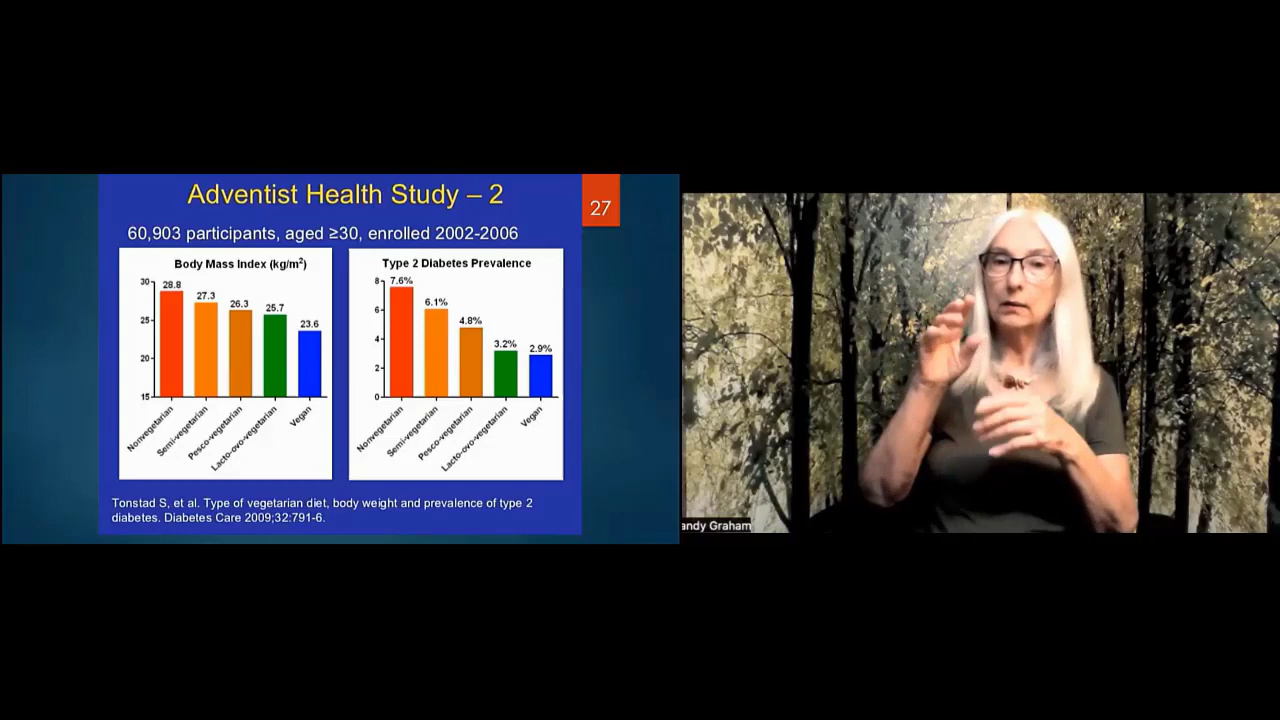 Adventist Health Study – 2
27
60,903 participants, aged ≥30, enrolled 2002-2006
Body Mass Index (kg/m²)
30
25
20
15
28.8
27.3
26.3
25.7
23.6
Nonvegetarian
Semi-vegetarian
Pesco-vegetarian
Lacto-ovo-vegetarian
Vegan
Type 2 Diabetes Prevalence
8
6
4
2
0
7.6%
6.1%
4.8%
3.2%
2.9%
Nonvegetarian
Semi-vegetarian
Pesco-vegetarian
Lacto-ovo-vegetarian
Vegan
Tonstad S, et al. Type of vegetarian diet, body weight and prevalence of type 2
diabetes. Diabetes Care 2009;32:791-6.
andy Graham